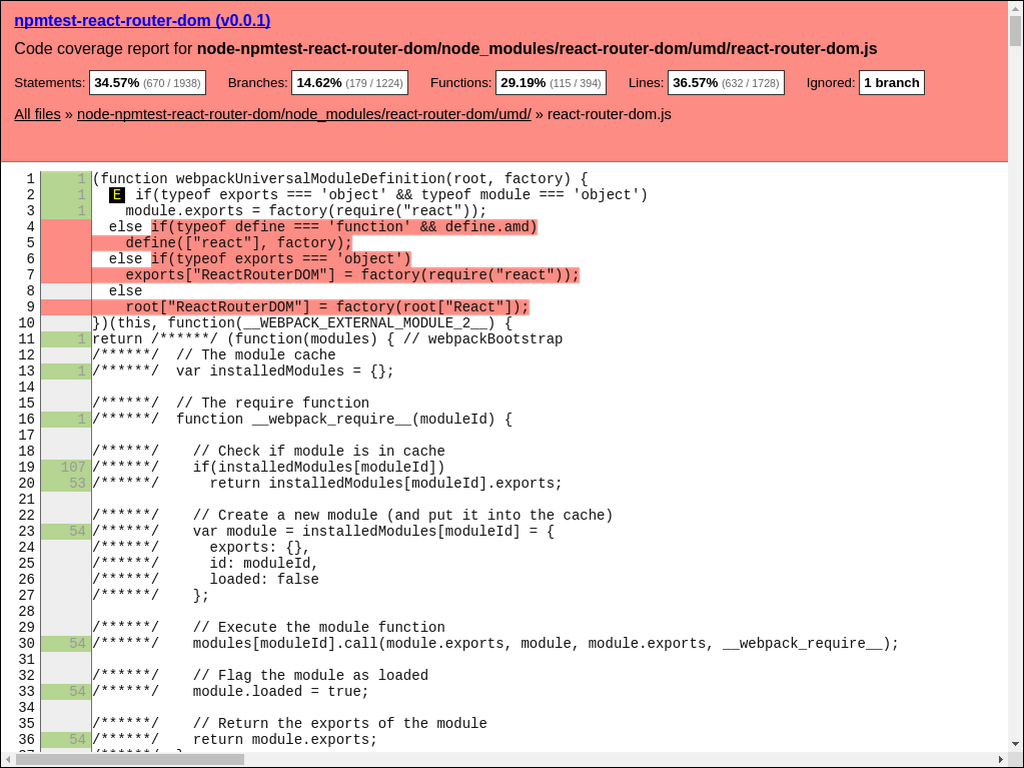 npmtest-react-router-dom (v0.0.1)
Code coverage report for node-npmtest-react-router-dom/node_modules/react-router-dom/umd/react-router-dom.js
Statements: 34.57% (670 / 1938) Branches: 14.62% (179 / 1224) Functions: 29.19% (115 / 394) Lines: 36.57% (632 / 1728) Ignored: 1 branch
All files » node-npmtest-react-router-dom/node_modules/react-router-dom/umd/ » react-router-dom.js
1 1 (function webpackUniversalModuleDefinition(root, factory) {
2 1 E if(typeof exports === 'object' && typeof module === 'object')
3 1 module.exports = factory(require("react"));
4 else if(typeof define === 'function' && define.amd)
5 define(["react"], factory);
6 else if(typeof exports === 'object')
7 exports["ReactRouterDOM"] = factory(require("react"));
8 else
9 root["ReactRouterDOM"] = factory(root["React"]);
10 })(this, function(__WEBPACK_EXTERNAL_MODULE_2__) {
11 1 return /******/ (function(modules) { // webpackBootstrap
12 /******/ // The module cache
13 1 /******/ var installedModules = {};
14
15 /******/ // The require function
16 1 /******/ function __webpack_require__(moduleId) {
17
18 /******/ // Check if module is in cache
19 107 /******/ if(installedModules[moduleId])
20 53 /******/ return installedModules[moduleId].exports;
21
22 /******/ // Create a new module (and put it into the cache)
23 54 /******/ var module = installedModules[moduleId] = {
24 /******/ exports: {},
25 /******/ id: moduleId,
26 /******/ loaded: false
27 /******/ };
28
29 /******/ // Execute the module function
30 54 /******/ modules[moduleId].call(module.exports, module, module.exports, __webpack_require__);
31
32 /******/ // Flag the module as loaded
33 54 /******/ module.loaded = true;
34
35 /******/ // Return the exports of the module
36 54 /******/ return module.exports;